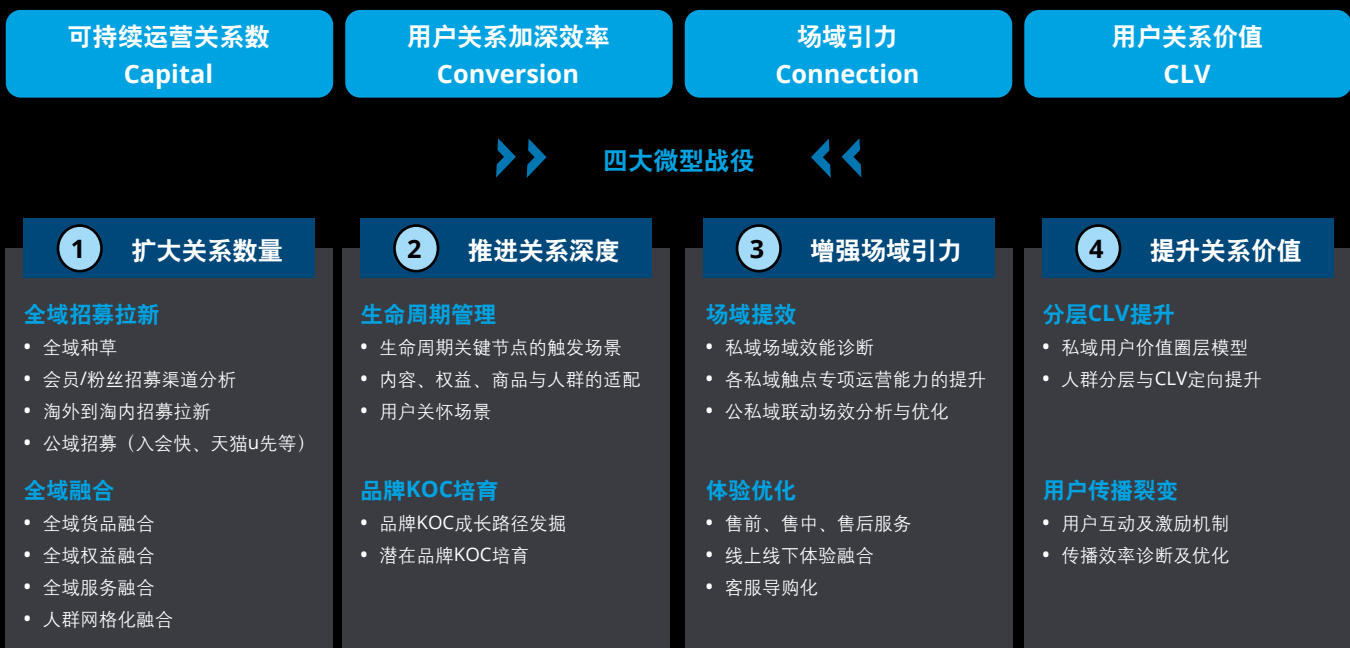 可持续运营关系数
Capital
用户关系加深效率
Conversion
场域引力
Connection
用户关系价值
CLV
四大微型战役
1 扩大关系数量
全域招募拉新
• 全域种草
• 会员/粉丝招募渠道分析
• 淘外到淘内招募拉新
• 公域招募（入会快、天猫u先等）
全域融合
• 全域货品融合
• 全域权益融合
• 全域服务融合
• 人群网格化融合
2 推进关系深度
生命周期管理
• 生命周期关键节点的触发场景
• 内容、权益、商品与人群的适配
• 用户关怀场景
品牌KOC培育
• 品牌KOC成长路径发掘
• 潜在品牌KOC培育
3 增强场域引力
场域提效
• 私域场域效能诊断
• 各私域触点专项运营能力的提升
• 公私域联动场效分析与优化
体验优化
• 售前、售中、售后服务
• 线上线下体验融合
• 客服导购化
4 提升关系价值
分层CLV提升
• 私域用户价值圈层模型
• 人群分层与CLV定向提升
用户传播裂变
• 用户互动及激励机制
• 传播效率诊断及优化